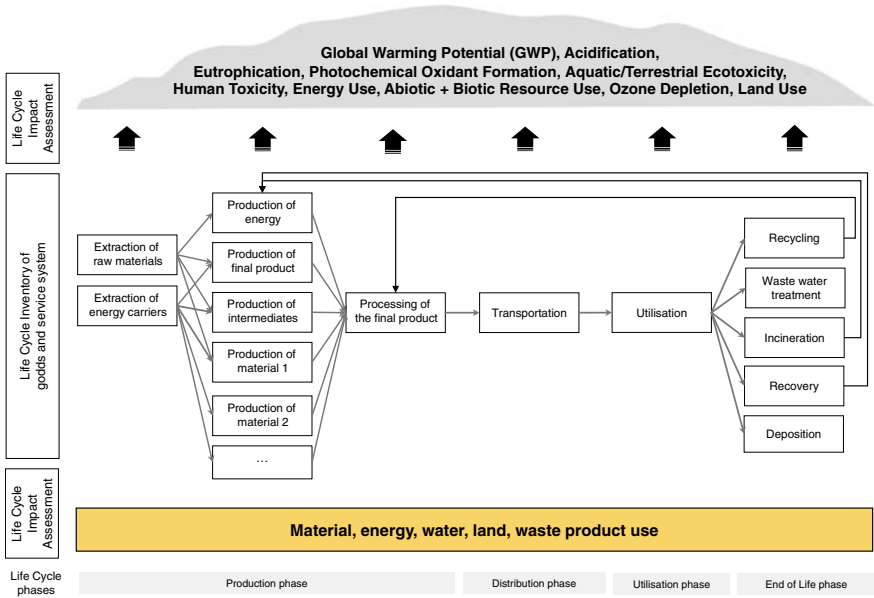 Global Warming Potential (GWP), Acidification,
Eutrophication, Photochemical Oxidant Formation, Aquatic/Terrestrial Ecotoxicity,
Human Toxicity, Energy Use, Abiotic + Biotic Resource Use, Ozone Depletion, Land Use
Life Cycle
Impact
Assessment
Life Cycle Inventory of
godds and service system
Extraction of
raw materials
Extraction of
energy carriers
Production of
energy
Production of
final product
Production of
intermediates
Production of
material 1
Production of
material 2
...
Processing of
the final product
Transportation
Utilisation
Recycling
Waste water
treatment
Incineration
Recovery
Deposition
Life Cycle
Impact
Assessment
Material, energy, water, land, waste product use
Life Cycle
phases
Production phase
Distribution phase
Utilisation phase
End of Life phase